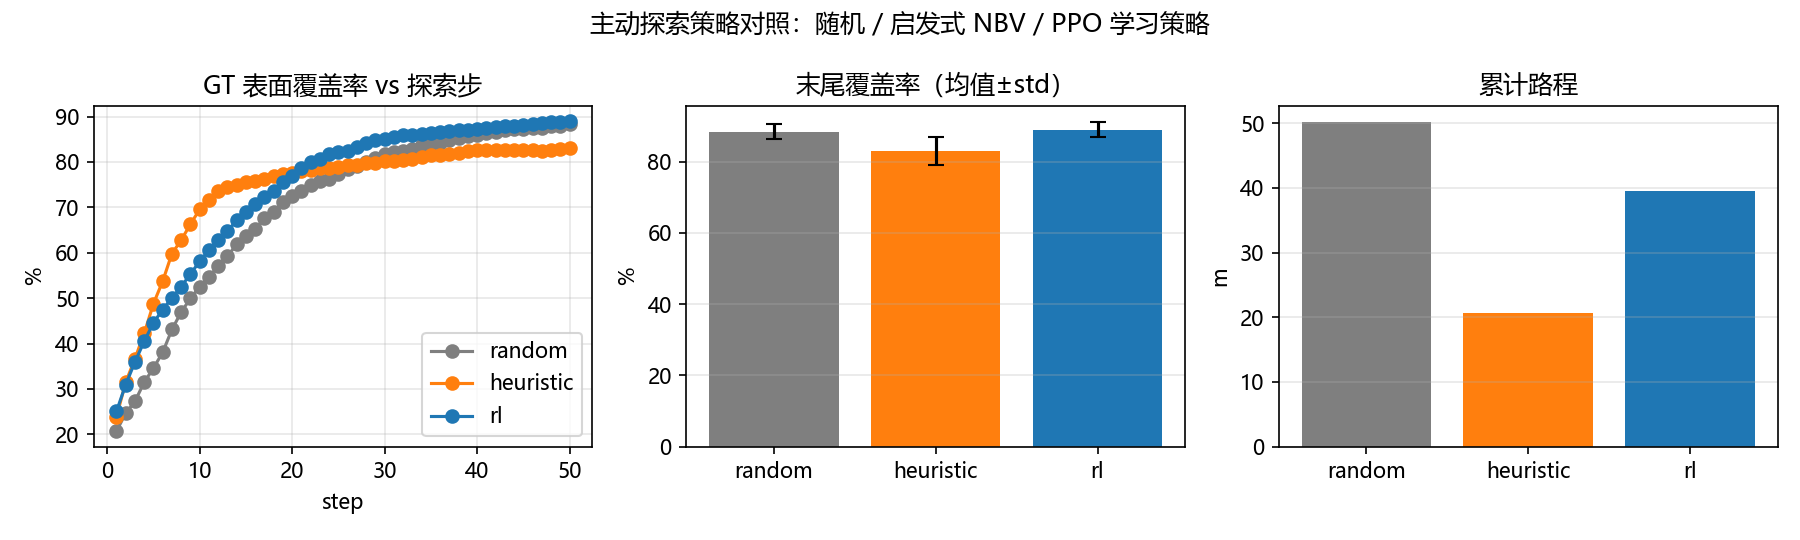 主动探索策略对照：随机 / 启发式 NBV / PPO 学习策略
GT 表面覆盖率 vs 探索步
%
90
80
70
60
50
40
30
20
0 10 20 30 40 50
step
random
heuristic
rl
末尾覆盖率（均值±std）
%
80
60
40
20
0
random heuristic rl
累计路程
m
50
40
30
20
10
0
random heuristic rl